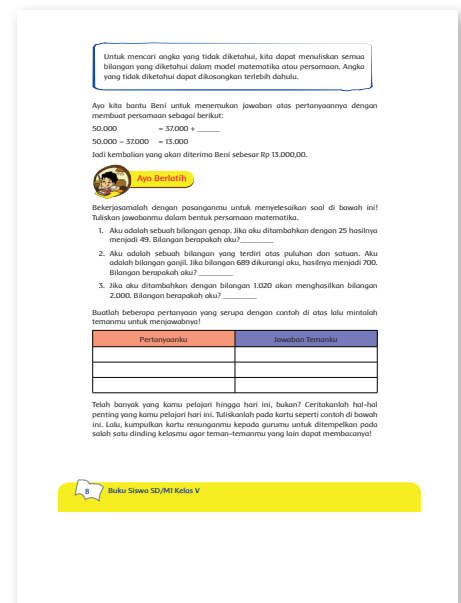 Untuk mencari angka yang tidak diketahui, kita dapat menuliskan semua
bilangan yang diketahui dalam model matematika atau persamaan. Angka
yang tidak diketahui dapat dikosongkan terlebih dahulu.
Ayo kita bantu Beni untuk menemukan jawaban atas pertanyaannya dengan
membuat persamaan sebagai berikut:
50.000 = 37.000 + ______
50.000 – 37.000 = 13.000
Jadi kembalian yang akan diterima Beni sebesar Rp 13.000,00.
Ayo Berlatih
Bekerjasamalah dengan pasanganmu untuk menyelesaikan soal di bawah ini!
Tuliskan jawabanmu dalam bentuk persamaan matematika.
1. Aku adalah sebuah bilangan genap. Jika aku ditambahkan dengan 25 hasilnya
menjadi 49. Bilangan berapakah aku?________
2. Aku adalah sebuah bilangan yang terdiri atas puluhan dan satuan. Aku
adalah bilangan ganjil. Jika bilangan 689 dikurangi aku, hasilnya menjadi 700.
Bilangan berapakah aku? ________
3. Jika aku ditambahkan dengan bilangan 1.020 akan menghasilkan bilangan
2.000. Bilangan berapakah aku? ________
Buatlah beberapa pertanyaan yang serupa dengan contoh di atas lalu mintalah
temanmu untuk menjawabnya!
Pertanyaanku Jawaban Temanku
Telah banyak yang kamu pelajari hingga hari ini, bukan? Ceritakanlah hal-hal
penting yang kamu pelajari hari ini. Tuliskanlah pada kartu seperti contoh di bawah
ini. Lalu, kumpulkan kartu renunganmu kepada gurumu untuk ditempelkan pada
salah satu dinding kelasmu agar teman-temanmu yang lain dapat membacanya!
8 Buku Siswa SD/MI Kelas V